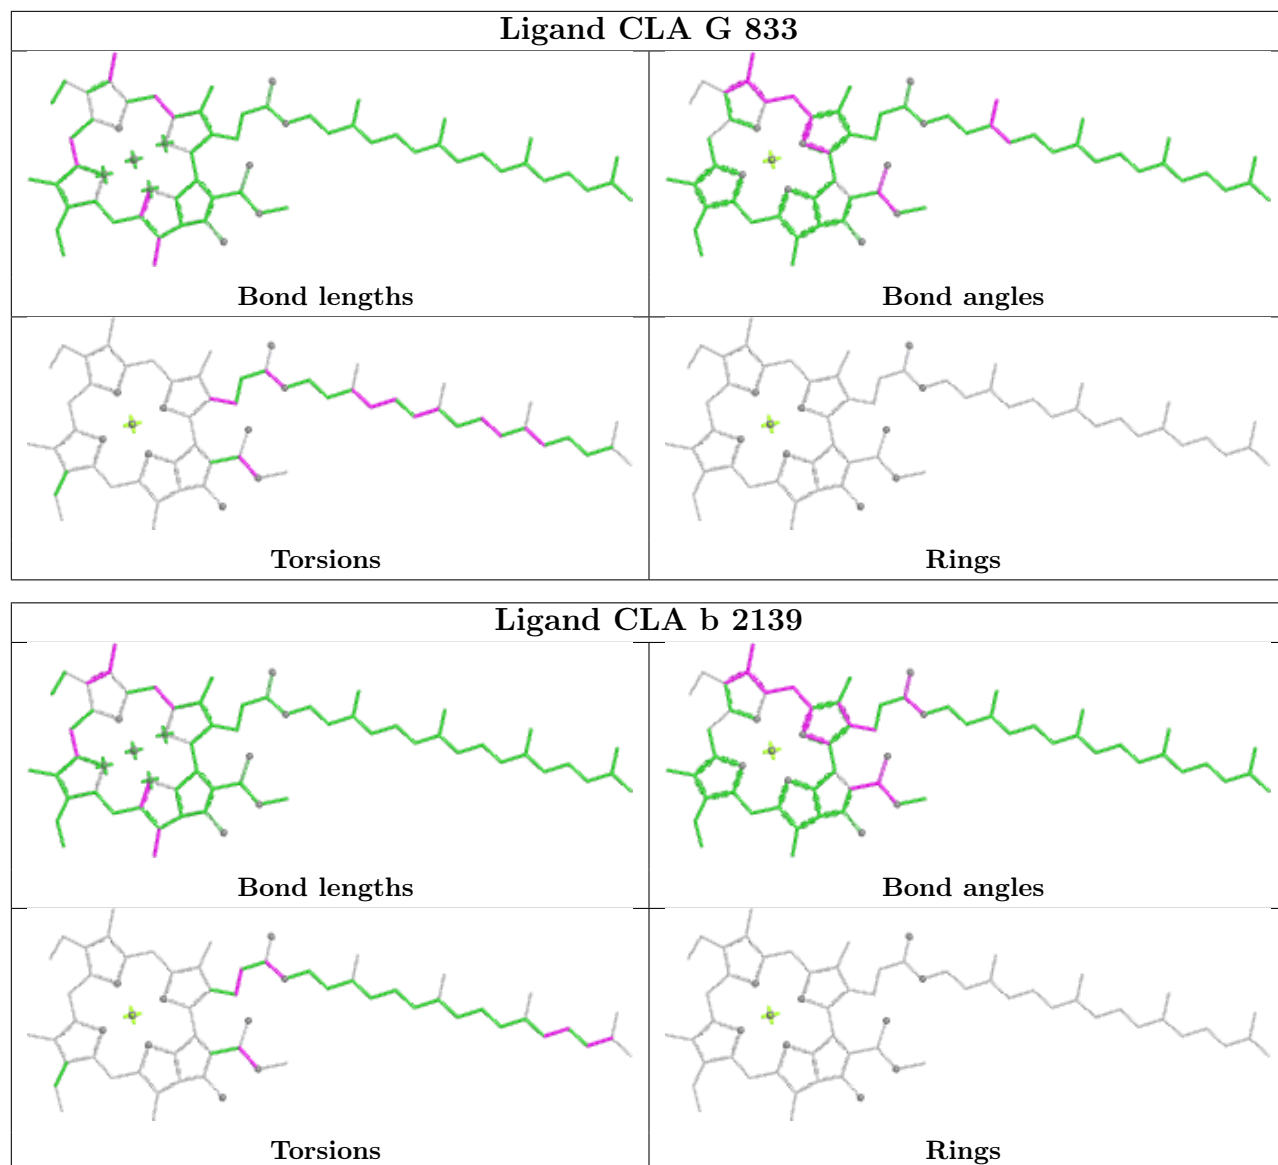 Ligand CLA G 833
Bond lengths
Bond angles
Torsions
Rings
Ligand CLA b 2139
Bond lengths
Bond angles
Torsions
Rings